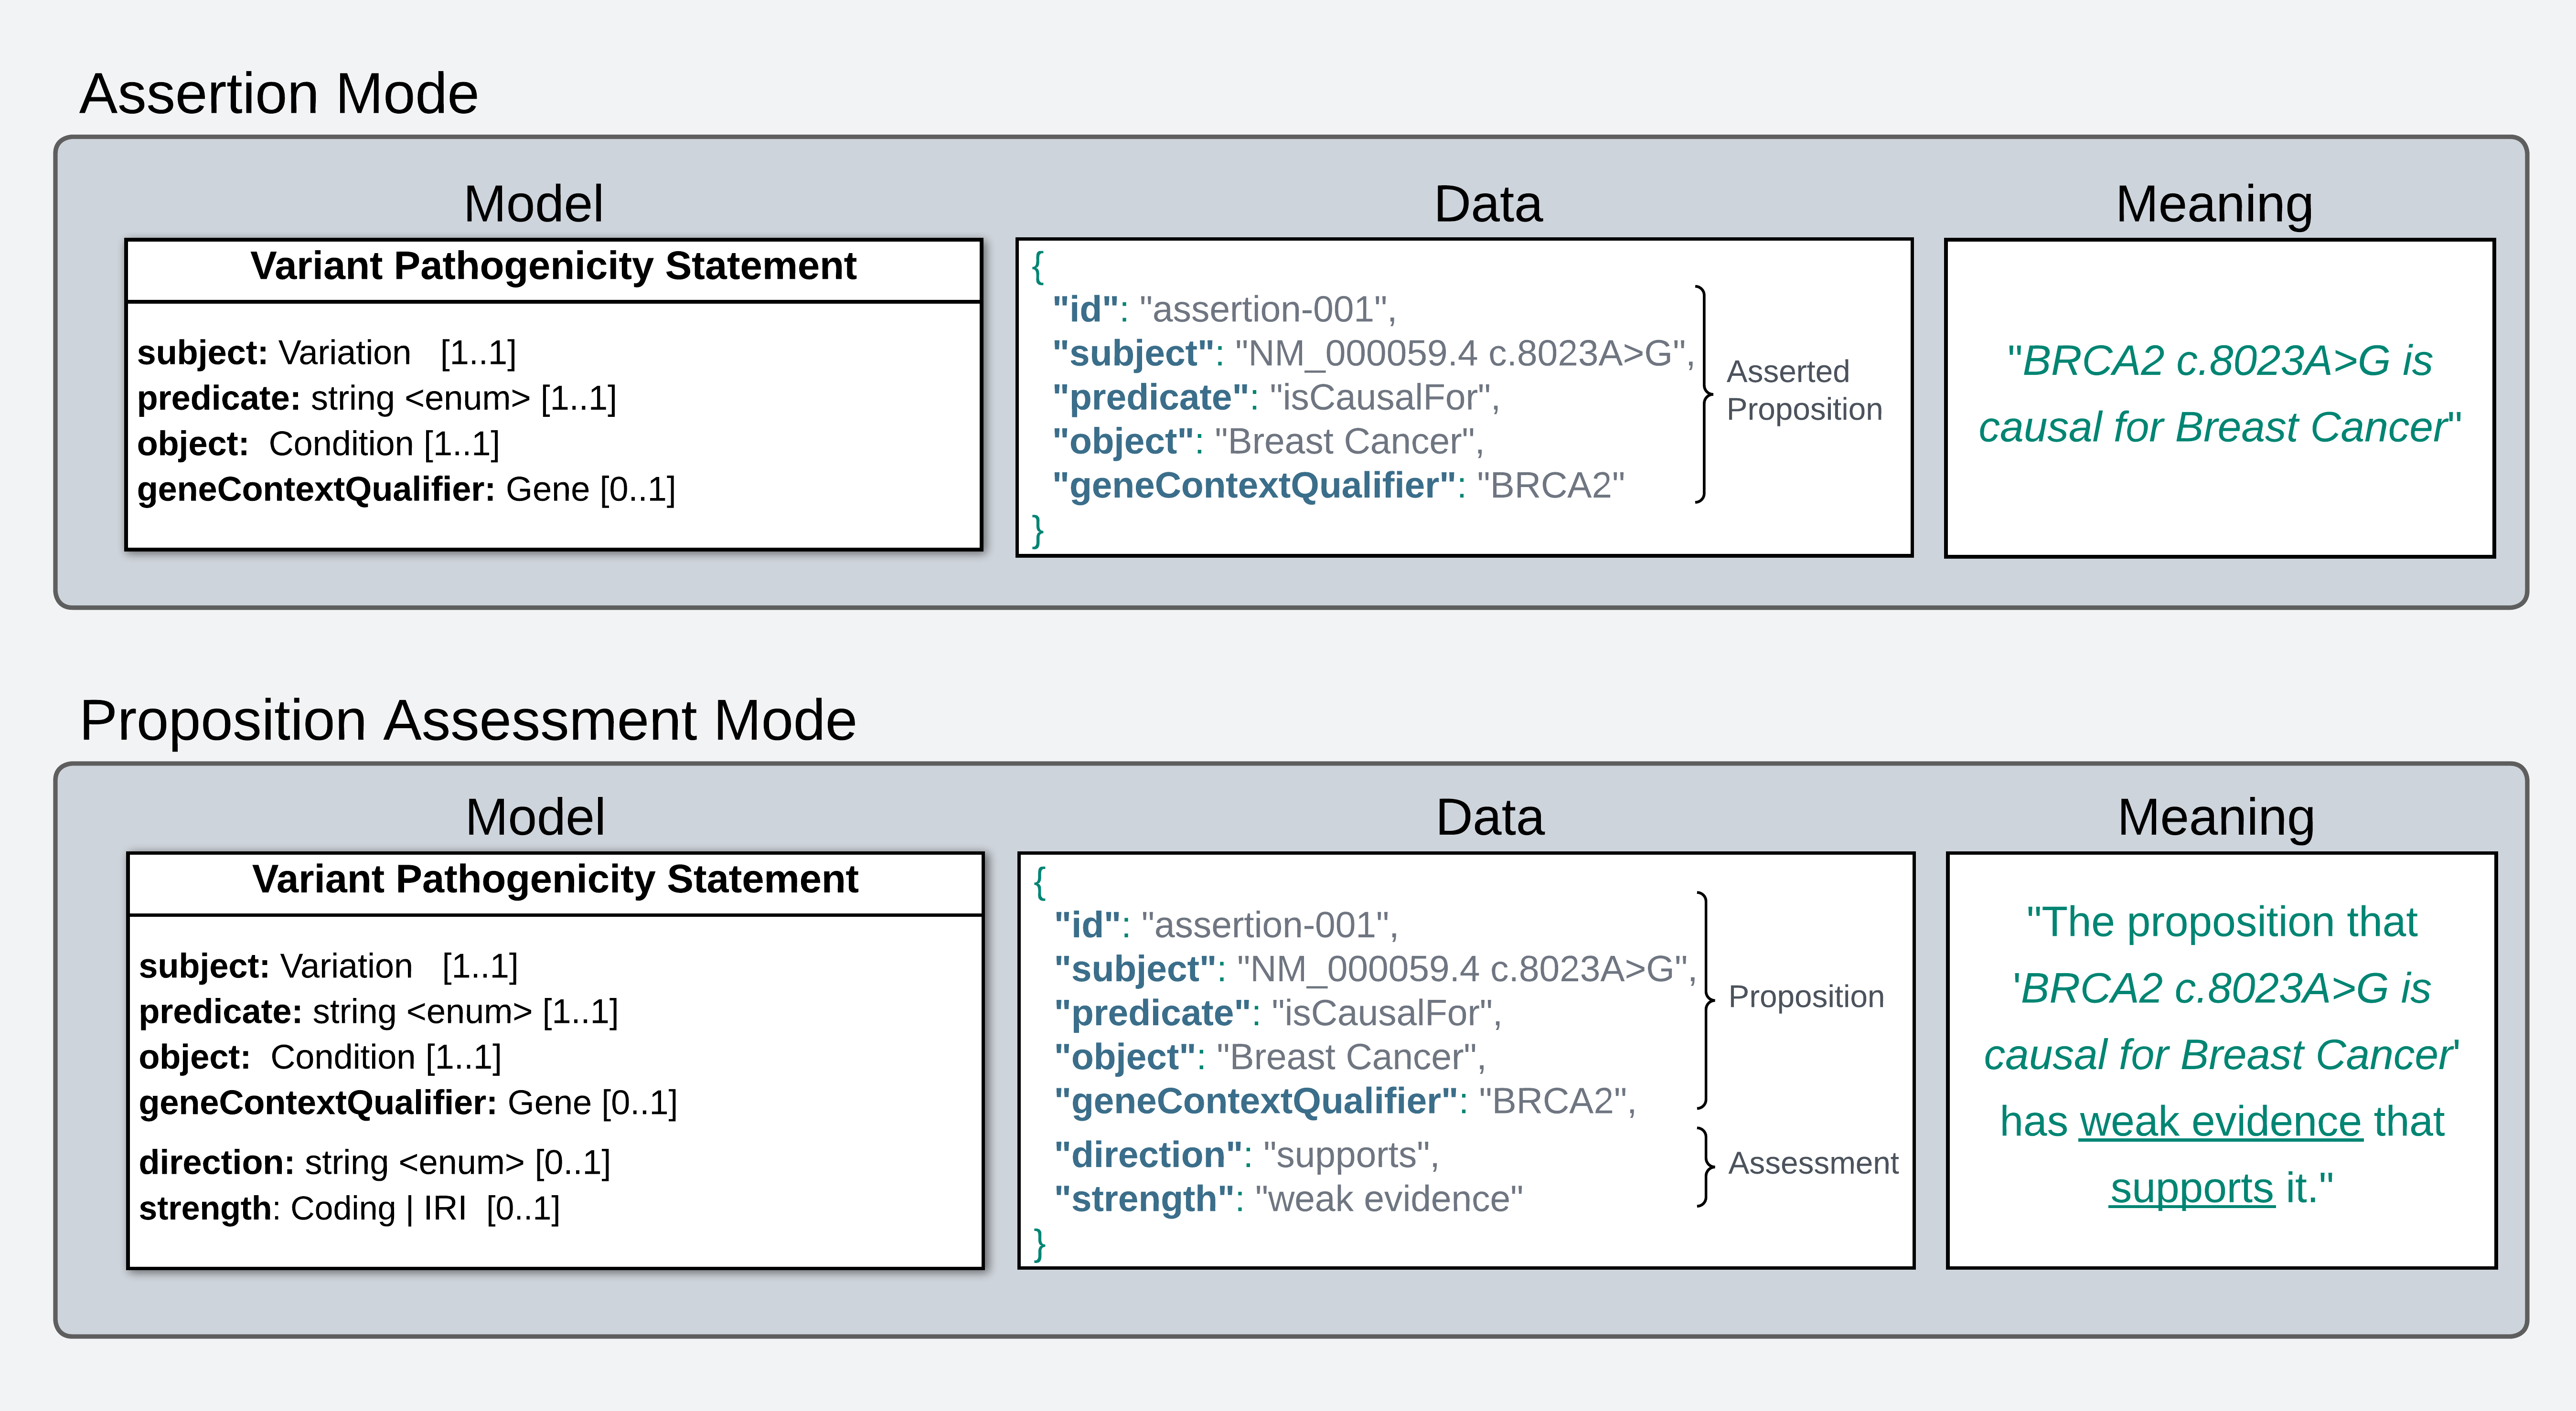 Assertion Mode
Model
Variant Pathogenicity Statement
subject: Variation [1..1]
predicate: string <enum> [1..1]
object: Condition [1..1]
geneContextQualifier: Gene [0..1]
Data
{
"id": "assertion-001",
"subject": "NM_000059.4 c.8023A>G",
"predicate": "isCausalFor",
"object": "Breast Cancer",
"geneContextQualifier": "BRCA2"
}
Asserted
Proposition
Meaning
"BRCA2 c.8023A>G is
causal for Breast Cancer"
Proposition Assessment Mode
Model
Variant Pathogenicity Statement
subject: Variation [1..1]
predicate: string <enum> [1..1]
object: Condition [1..1]
geneContextQualifier: Gene [0..1]
direction: string <enum> [0..1]
strength: Coding | IRI [0..1]
Data
{
"id": "assertion-001",
"subject": "NM_000059.4 c.8023A>G",
"predicate": "isCausalFor",
"object": "Breast Cancer",
"geneContextQualifier": "BRCA2",
"direction": "supports",
"strength": "weak evidence"
}
Proposition
Assessment
Meaning
"The proposition that
'BRCA2 c.8023A>G is
causal for Breast Cancer'
has weak evidence that
supports it."